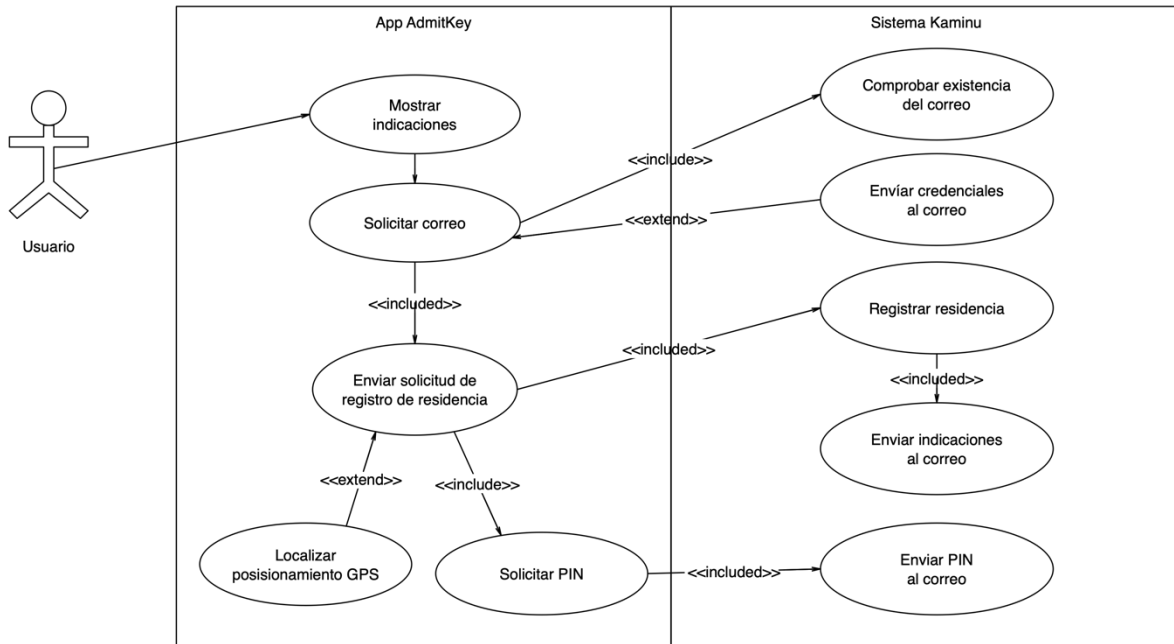 App AdmitKey
Sistema Kaminu
Mostrar
indicaciones
Comprobar existencia
del correo
<<include>>
Solicitar correo
Envíar credenciales
al correo
<<extend>>
Usuario
<<included>>
Registrar residencia
<<included>>
Enviar solicitud de
registro de residencia
<<included>>
Enviar indicaciones
al correo
<<extend>>
<<include>>
Localizar
posisionamiento GPS
Solicitar PIN
<<included>>
Enviar PIN
al correo